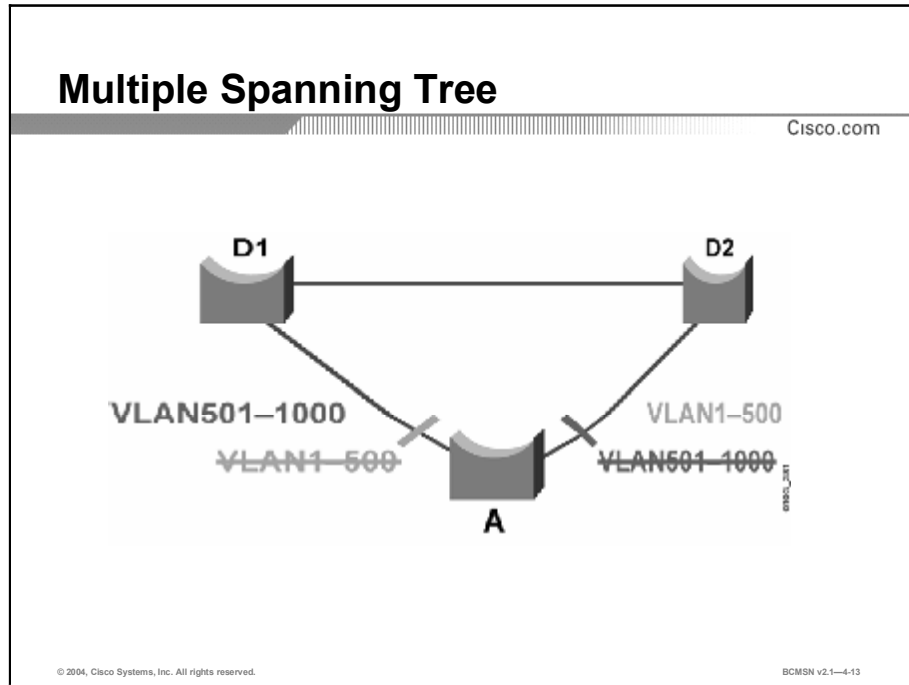 Multiple Spanning Tree
Cisco.com
D1
D2
VLAN501–1000
VLAN1–500
VLAN1–500
VLAN501–1000
A
© 2004, Cisco Systems, Inc. All rights reserved.
BCMSN v2.1—4-13